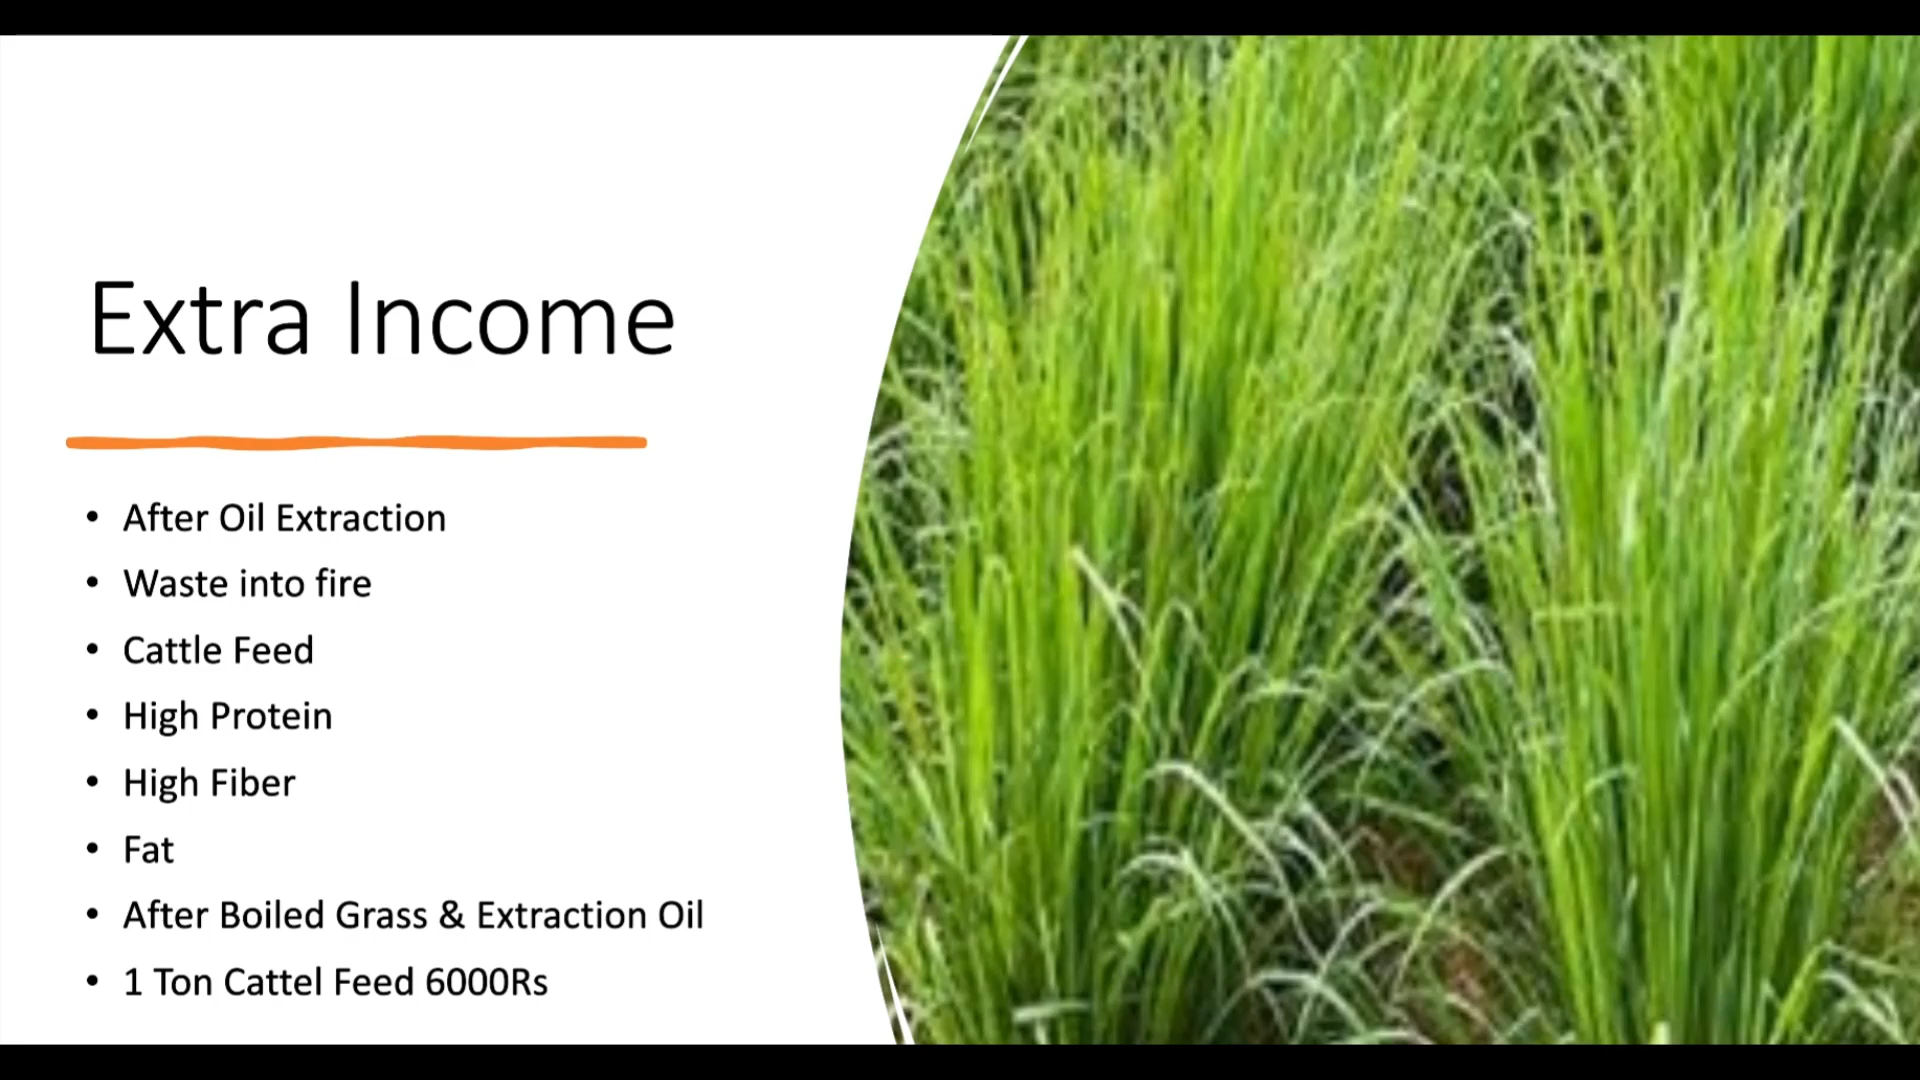 Extra Income
• After Oil Extraction
• Waste into fire
• Cattle Feed
• High Protein
• High Fiber
• Fat
• After Boiled Grass & Extraction Oil
• 1 Ton Cattel Feed 6000Rs